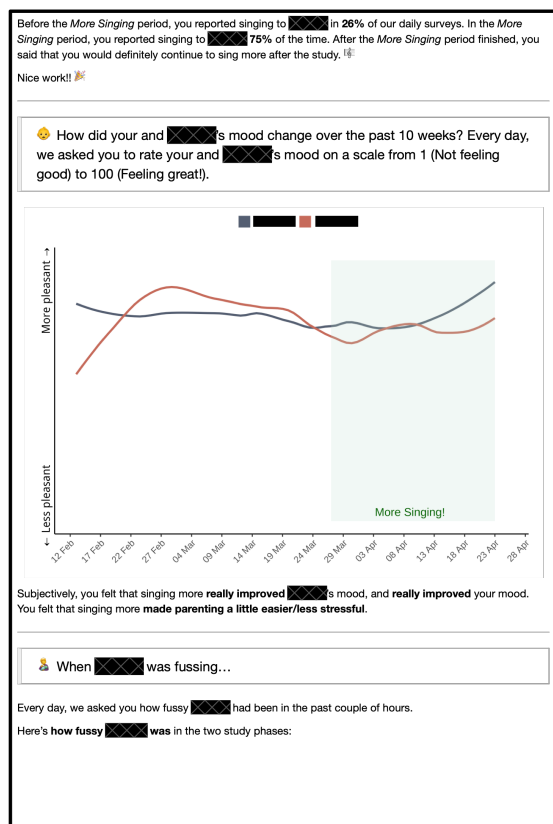 Before the More Singing period, you reported singing to in 26% of our daily surveys. In the More
Singing period, you reported singing to 75% of the time. After the More Singing period finished, you
said that you would definitely continue to sing more after the study.
Nice work!!
How did your and 's mood change over the past 10 weeks? Every day,
we asked you to rate your and 's mood on a scale from 1 (Not feeling
good) to 100 (Feeling great!).
More pleasant →
← Less pleasant
More Singing!
12 Feb
17 Feb
22 Feb
27 Feb
04 Mar
09 Mar
14 Mar
19 Mar
24 Mar
29 Mar
03 Apr
08 Apr
13 Apr
18 Apr
23 Apr
28 Apr
Subjectively, you felt that singing more really improved 's mood, and really improved your mood.
You felt that singing more made parenting a little easier/less stressful.
When was fussing…
Every day, we asked you how fussy had been in the past couple of hours.
Here's how fussy was in the two study phases: